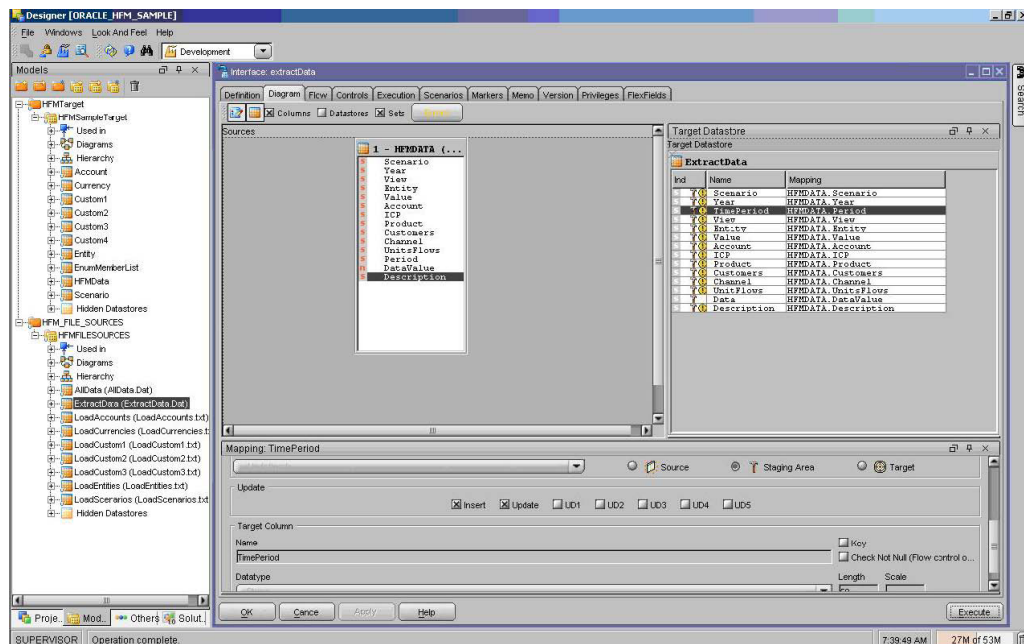 Designer [ORACLE_HFM_SAMPLE]
File Windows Look And Feel Help
Development
Models
HFMTarget
HFMSampleTarget
Used in
Diagrams
Hierarchy
Account
Currency
Custom1
Custom2
Custom3
Custom4
Entity
EnumMemberList
HFMData
Scenario
Hidden Datastores
HFM_FILE_SOURCES
HFMFILESOURCES
Used in
Diagrams
Hierarchy
AllData (AllData.Dat)
ExtractData (ExtractData.Dat)
LoadAccounts (LoadAccounts.txt)
LoadCurrencies (LoadCurrencies.t
LoadCustom1 (LoadCustom1.txt)
LoadCustom2 (LoadCustom2.txt)
LoadCustom3 (LoadCustom3.txt)
LoadEntities (LoadEntities.txt)
LoadScenarios (LoadScenarios.txt
Hidden Datastores
Proje.. Mod.. Others Solut..
Interface: extractData
Definition Diagram Flow Controls Execution Scenarios Markers Memo Version Privileges FlexFields
Columns Datastores Sets
Sources
1 - HFMDATA (...
Scenario
Year
View
Entity
Value
Account
ICP
Product
Customers
Channel
UnitsFlows
Period
DataValue
Description
Target Datastore
Target Datastore
ExtractData
Ind Name Mapping
Scenario HFMDATA.Scenario
Year HFMDATA.Year
TimePeriod HFMDATA.Period
View HFMDATA.View
Entity HFMDATA.Entity
Value HFMDATA.Value
Account HFMDATA.Account
ICP HFMDATA.ICP
Product HFMDATA.Product
Customers HFMDATA.Customers
Channel HFMDATA.Channel
UnitFlows HFMDATA.UnitsFlows
Data HFMDATA.DataValue
Description HFMDATA.Description
Mapping: TimePeriod
Source Staging Area Target
Update
Insert Update UD1 UD2 UD3 UD4 UD5
Target Column
Name
TimePeriod
Key
Check Not Null (Flow control o...
Datatype
Length Scale
OK Cance Apply Help Execute
Search
SUPERVISOR Operation complete. 7:39:49 AM 27M of 53M